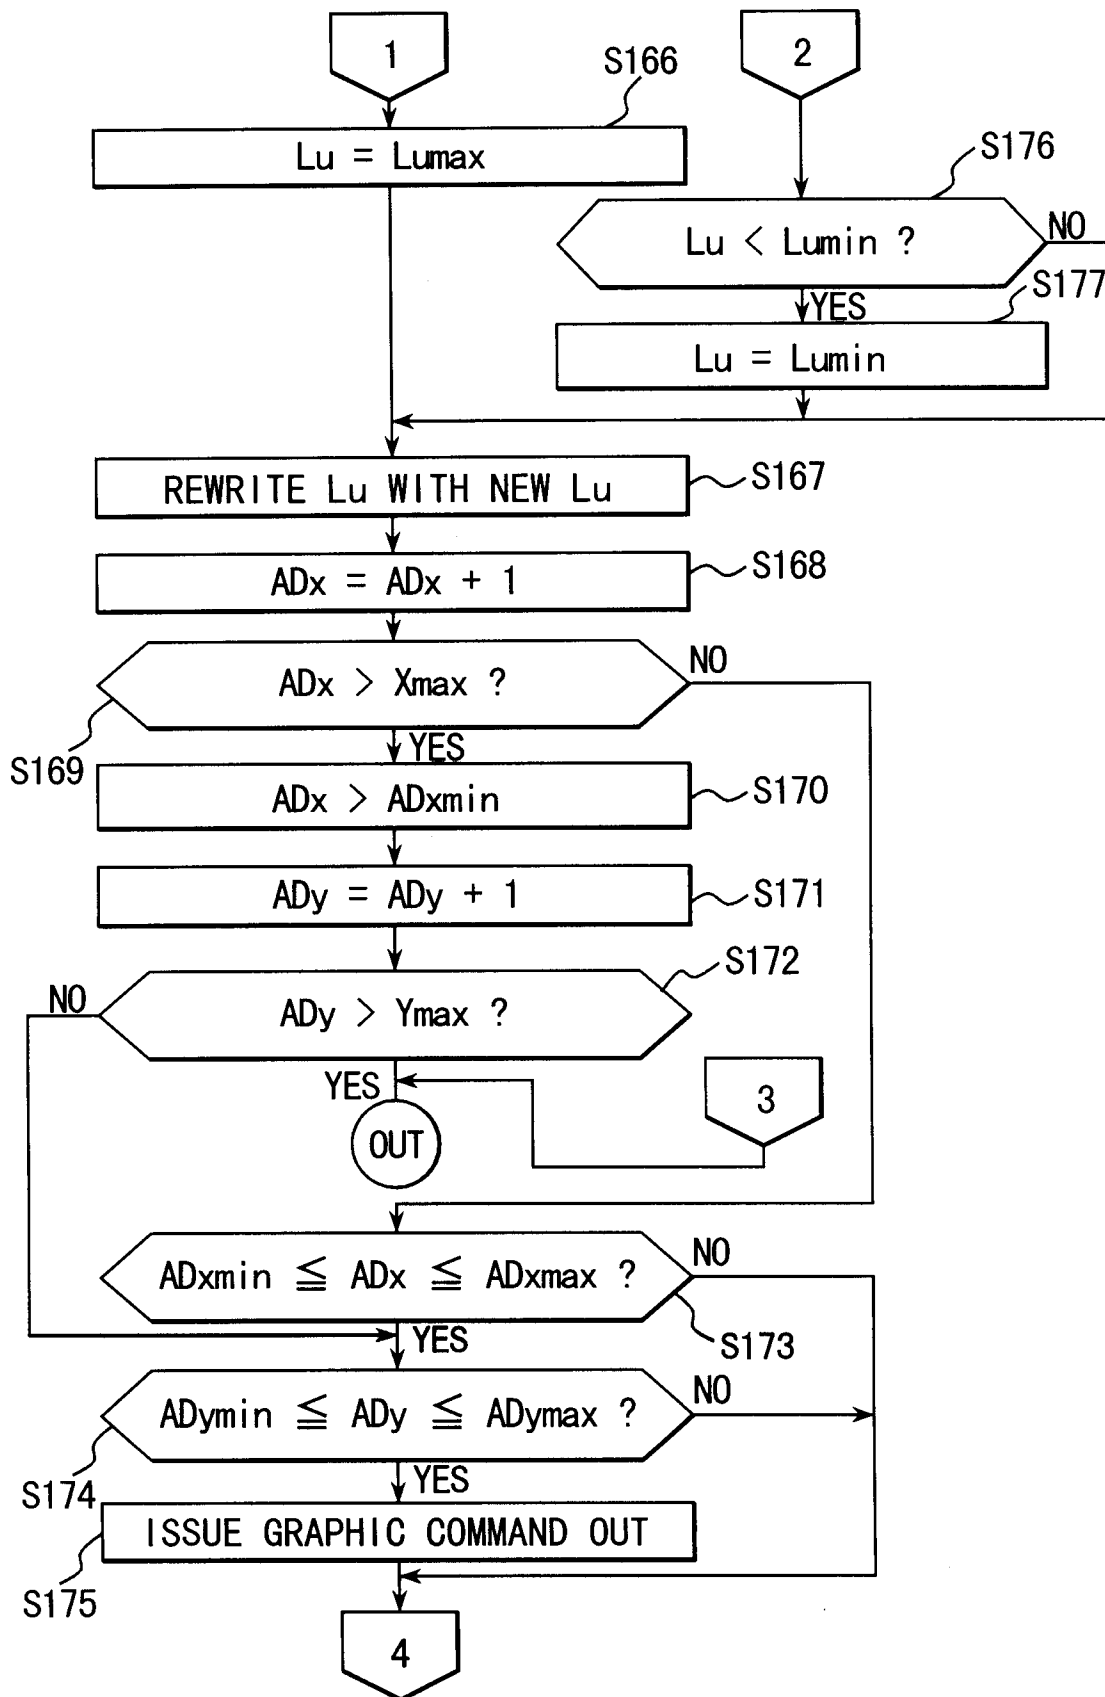 1
2
S166
Lu = Lumax
S176
Lu < Lumin ?
NO
S177
YES
Lu = Lumin
REWRITE Lu WITH NEW Lu
S167
ADx = ADx + 1
S168
ADx > Xmax ?
NO
S169
YES
ADx > ADxmin
S170
ADy = ADy + 1
S171
S172
NO
ADy > Ymax ?
YES
3
OUT
ADxmin ≦ ADx ≦ ADxmax ?
NO
YES
S173
ADymin ≦ ADy ≦ ADymax ?
NO
S174
YES
ISSUE GRAPHIC COMMAND OUT
S175
4